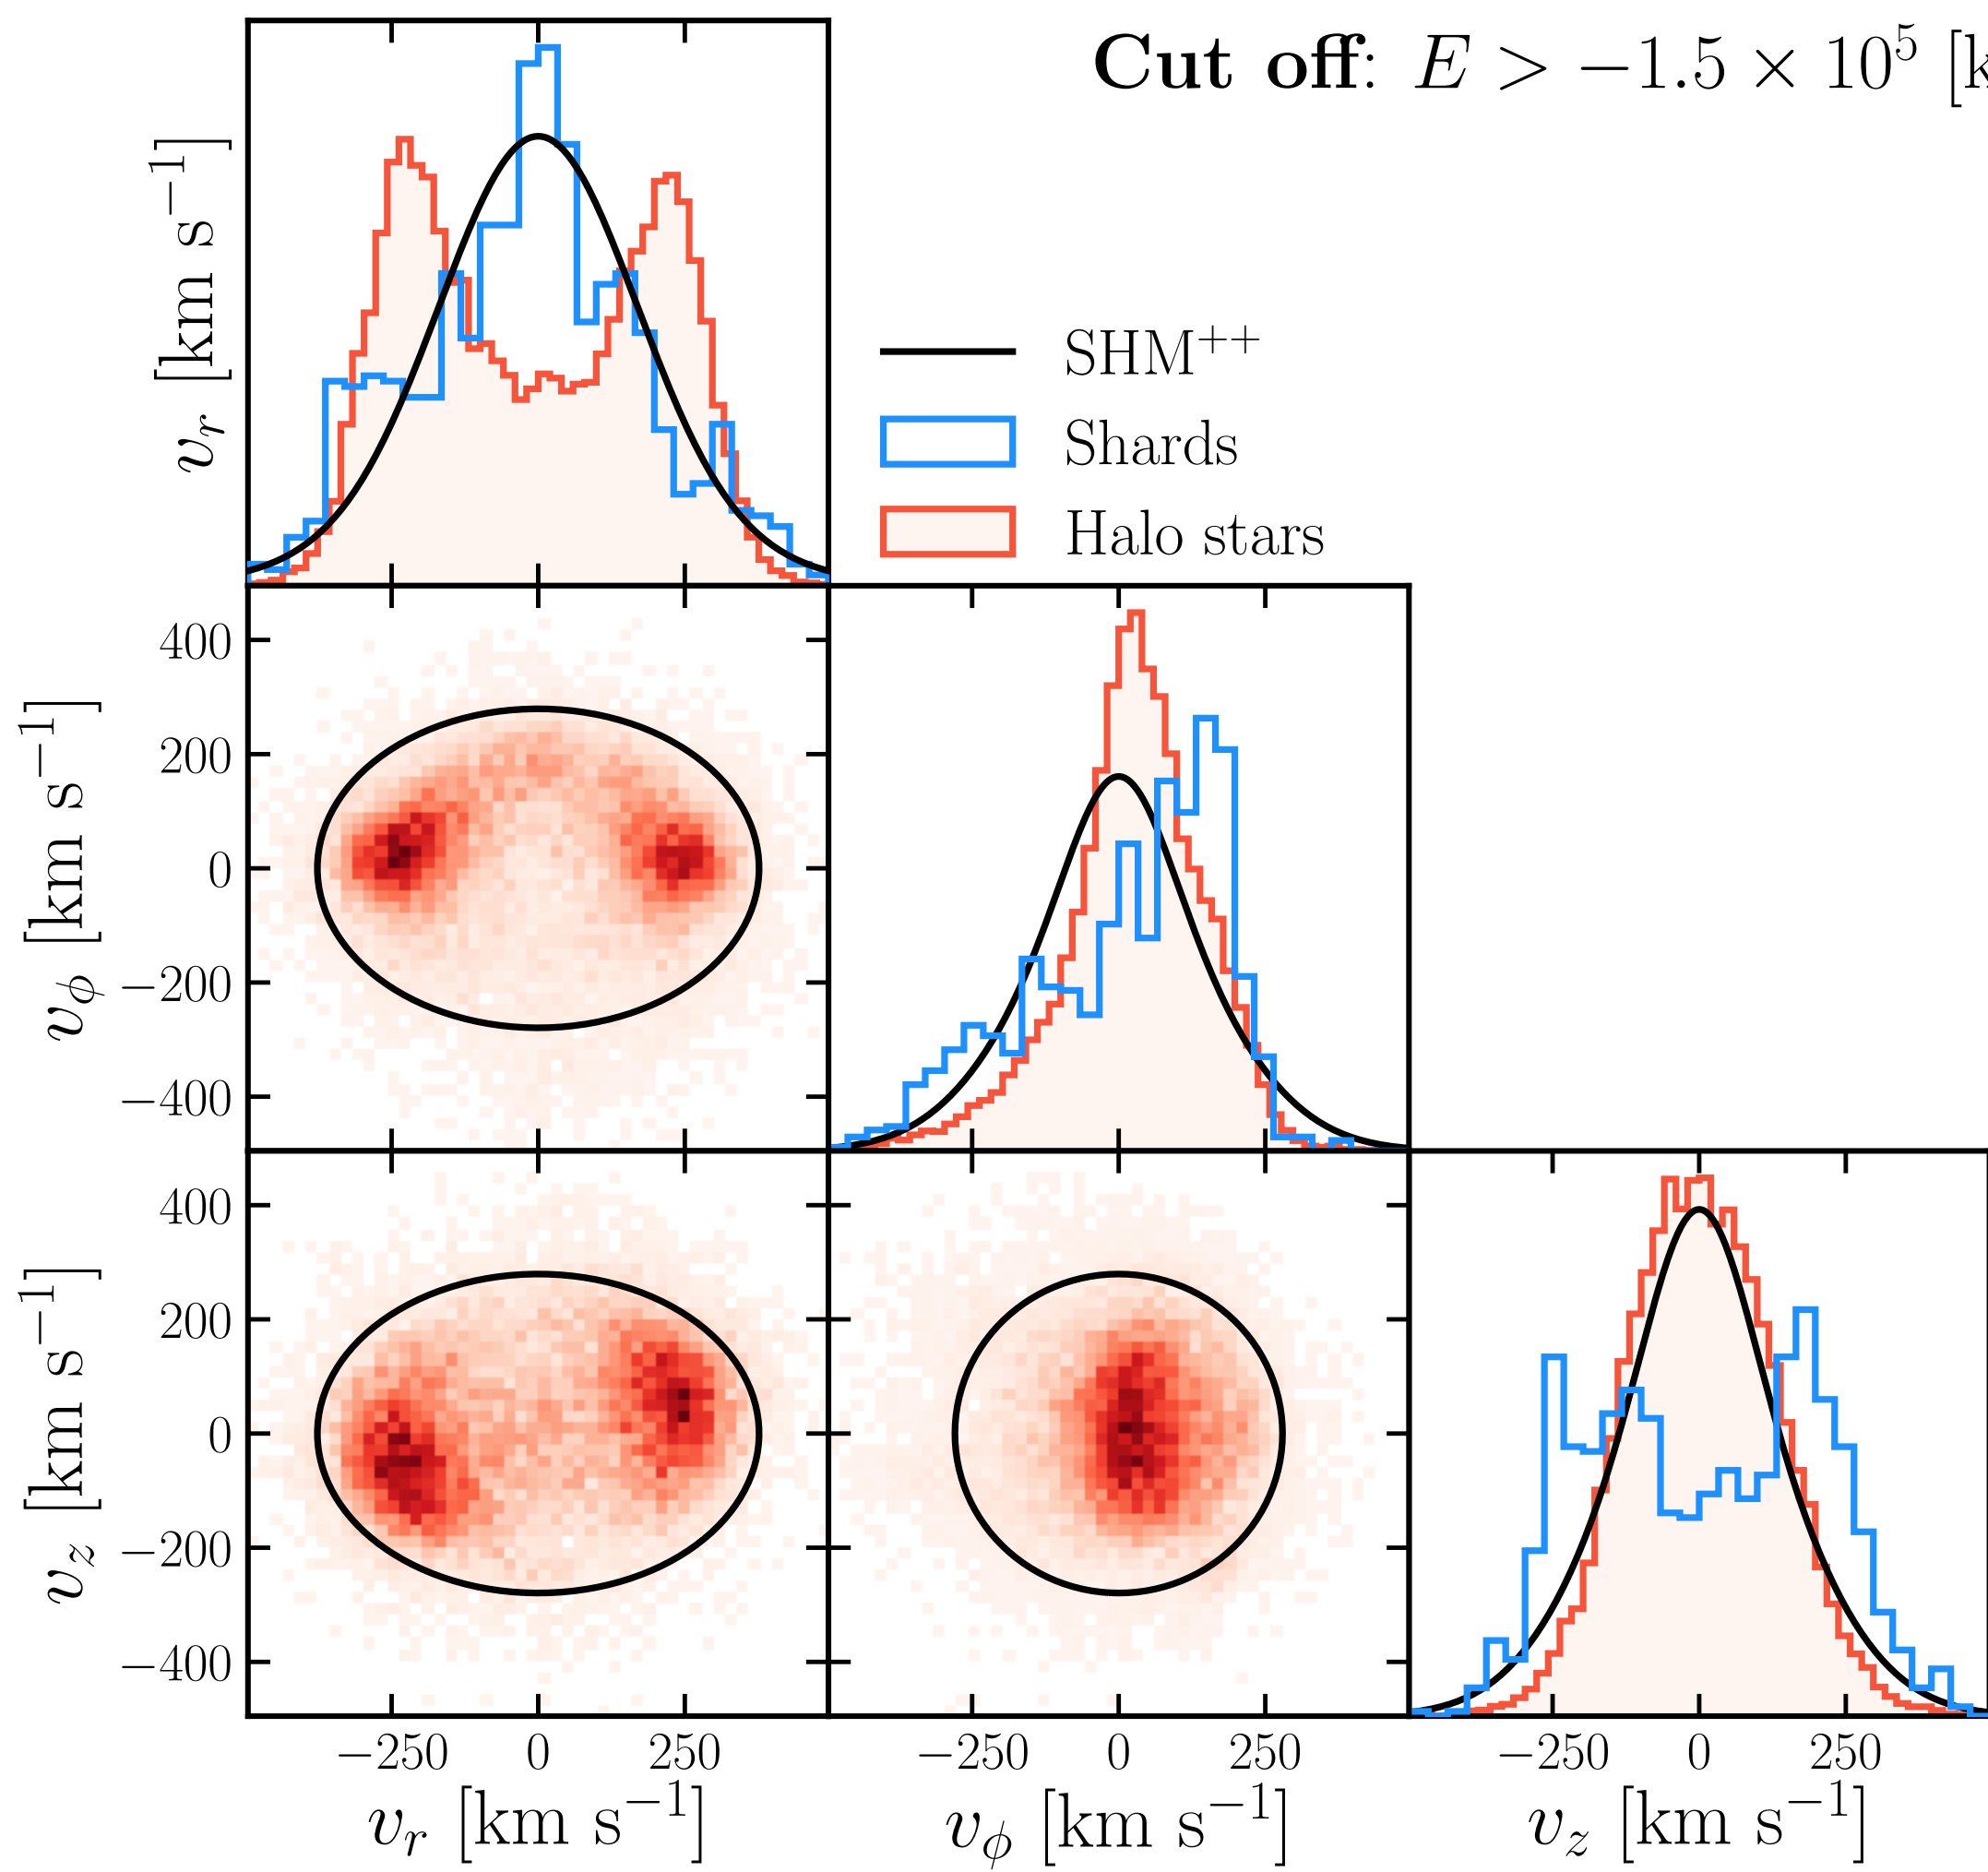 Cut off: E > −1.5 × 10⁵ [k
v_r [km s⁻¹]
SHM⁺⁺
Shards
Halo stars
400
200
0
−200
−400
v_ϕ [km s⁻¹]
400
200
0
−200
−400
v_z [km s⁻¹]
−250 0 250 −250 0 250 −250 0 250
v_r [km s⁻¹] v_ϕ [km s⁻¹] v_z [km s⁻¹]